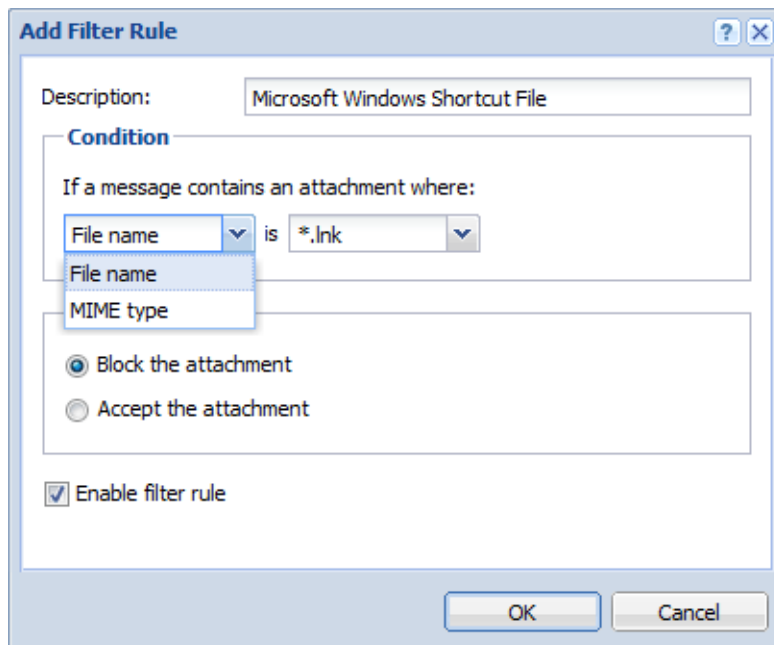 Add Filter Rule
Description: Microsoft Windows Shortcut File
Condition
If a message contains an attachment where:
File name is *.lnk
File name
MIME type
Block the attachment
Accept the attachment
Enable filter rule
OK Cancel